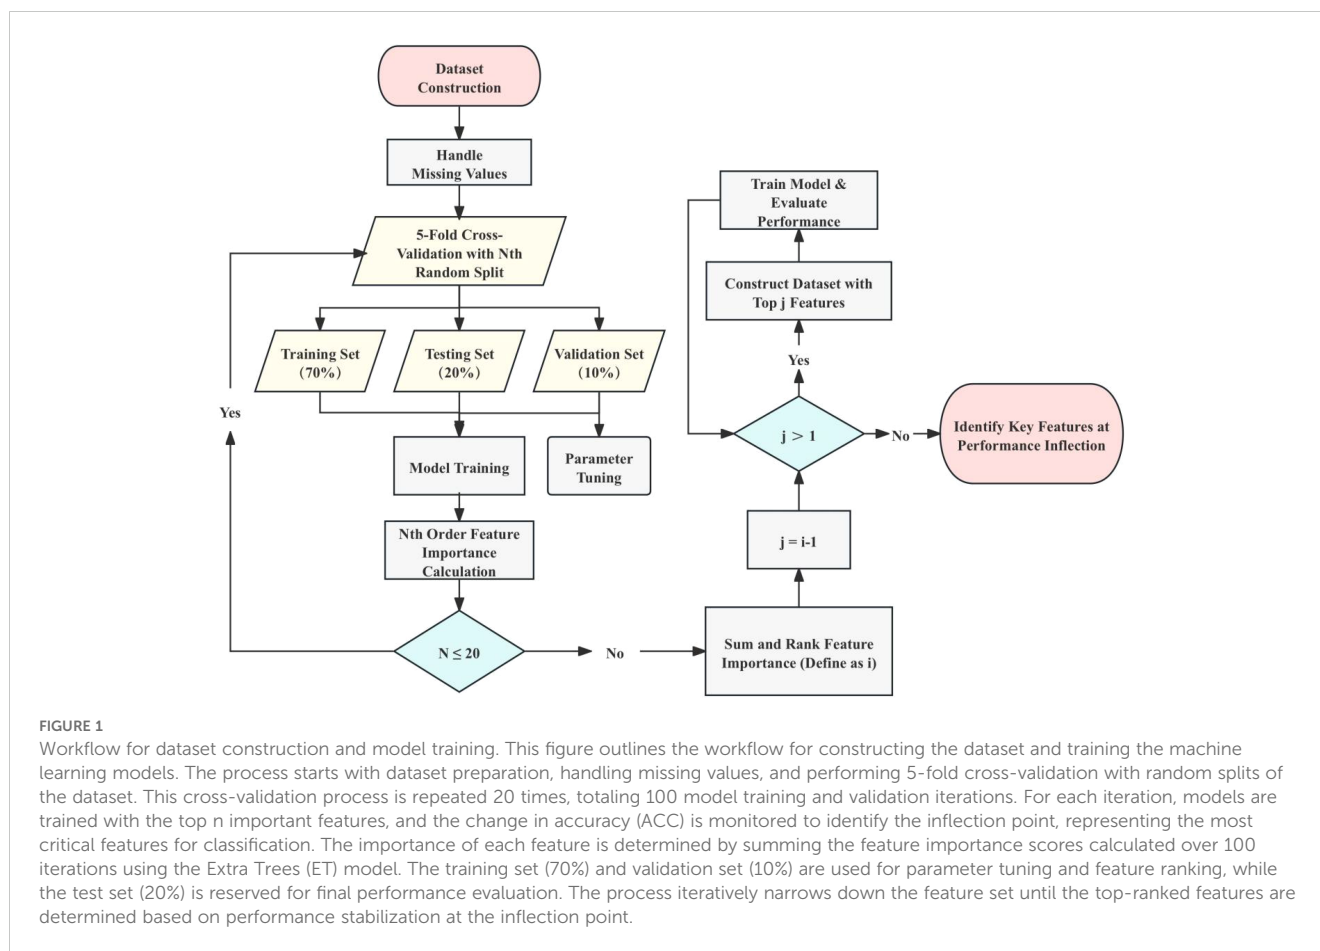 Dataset
Construction
Handle
Missing Values
5-Fold Cross-
Validation with Nth
Random Split
Training Set
(70%)
Testing Set
(20%)
Validation Set
(10%)
Yes
Model Training
Parameter
Tuning
Nth Order Feature
Importance
Calculation
N ≤ 20
No
Sum and Rank Feature
Importance (Define as i)
j = i-1
j > 1
Yes
Construct Dataset with
Top j Features
Train Model &
Evaluate
Performance
No
Identify Key Features at
Performance Inflection
FIGURE 1
Workflow for dataset construction and model training. This figure outlines the workflow for constructing the dataset and training the machine
learning models. The process starts with dataset preparation, handling missing values, and performing 5-fold cross-validation with random splits of
the dataset. This cross-validation process is repeated 20 times, totaling 100 model training and validation iterations. For each iteration, models are
trained with the top n important features, and the change in accuracy (ACC) is monitored to identify the inflection point, representing the most
critical features for classification. The importance of each feature is determined by summing the feature importance scores calculated over 100
iterations using the Extra Trees (ET) model. The training set (70%) and validation set (10%) are used for parameter tuning and feature ranking, while
the test set (20%) is reserved for final performance evaluation. The process iteratively narrows down the feature set until the top-ranked features are
determined based on performance stabilization at the inflection point.